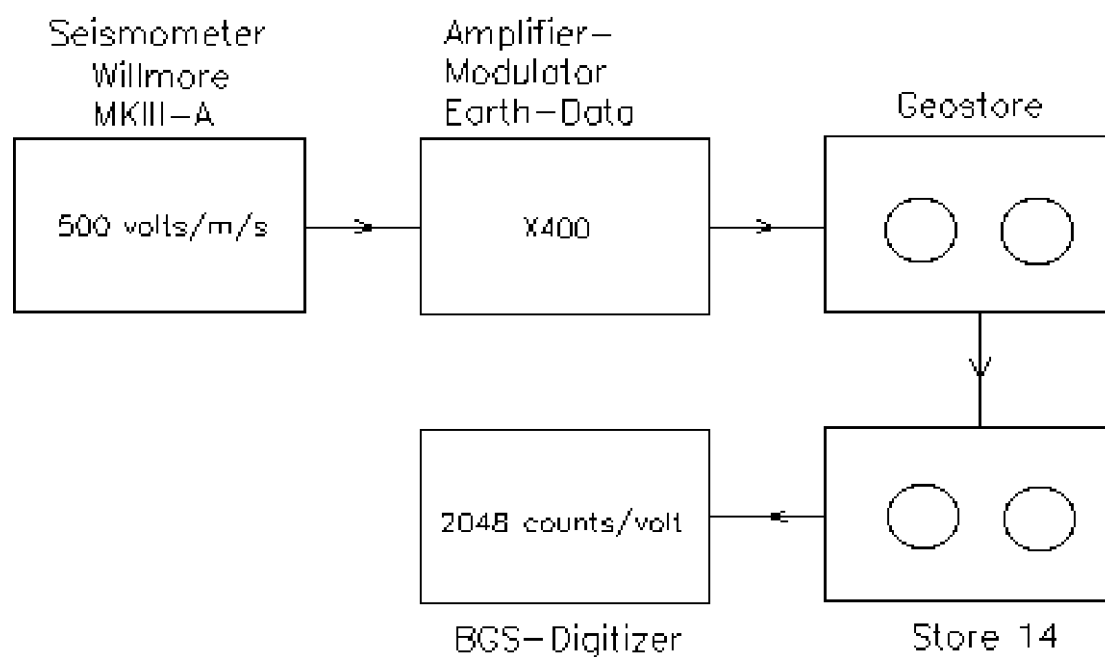 Seismometer
Willmore
MKIII-A
500 volts/m/s
Amplifier-
Modulator
Earth-Data
X400
Geostore
2048 counts/volt
BGS-Digitizer
Store 14